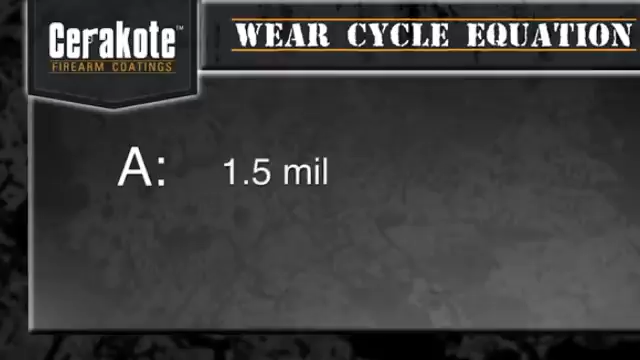 Cerakote™
FIREARM COATINGS
WEAR CYCLE EQUATION
A: 1.5 mil